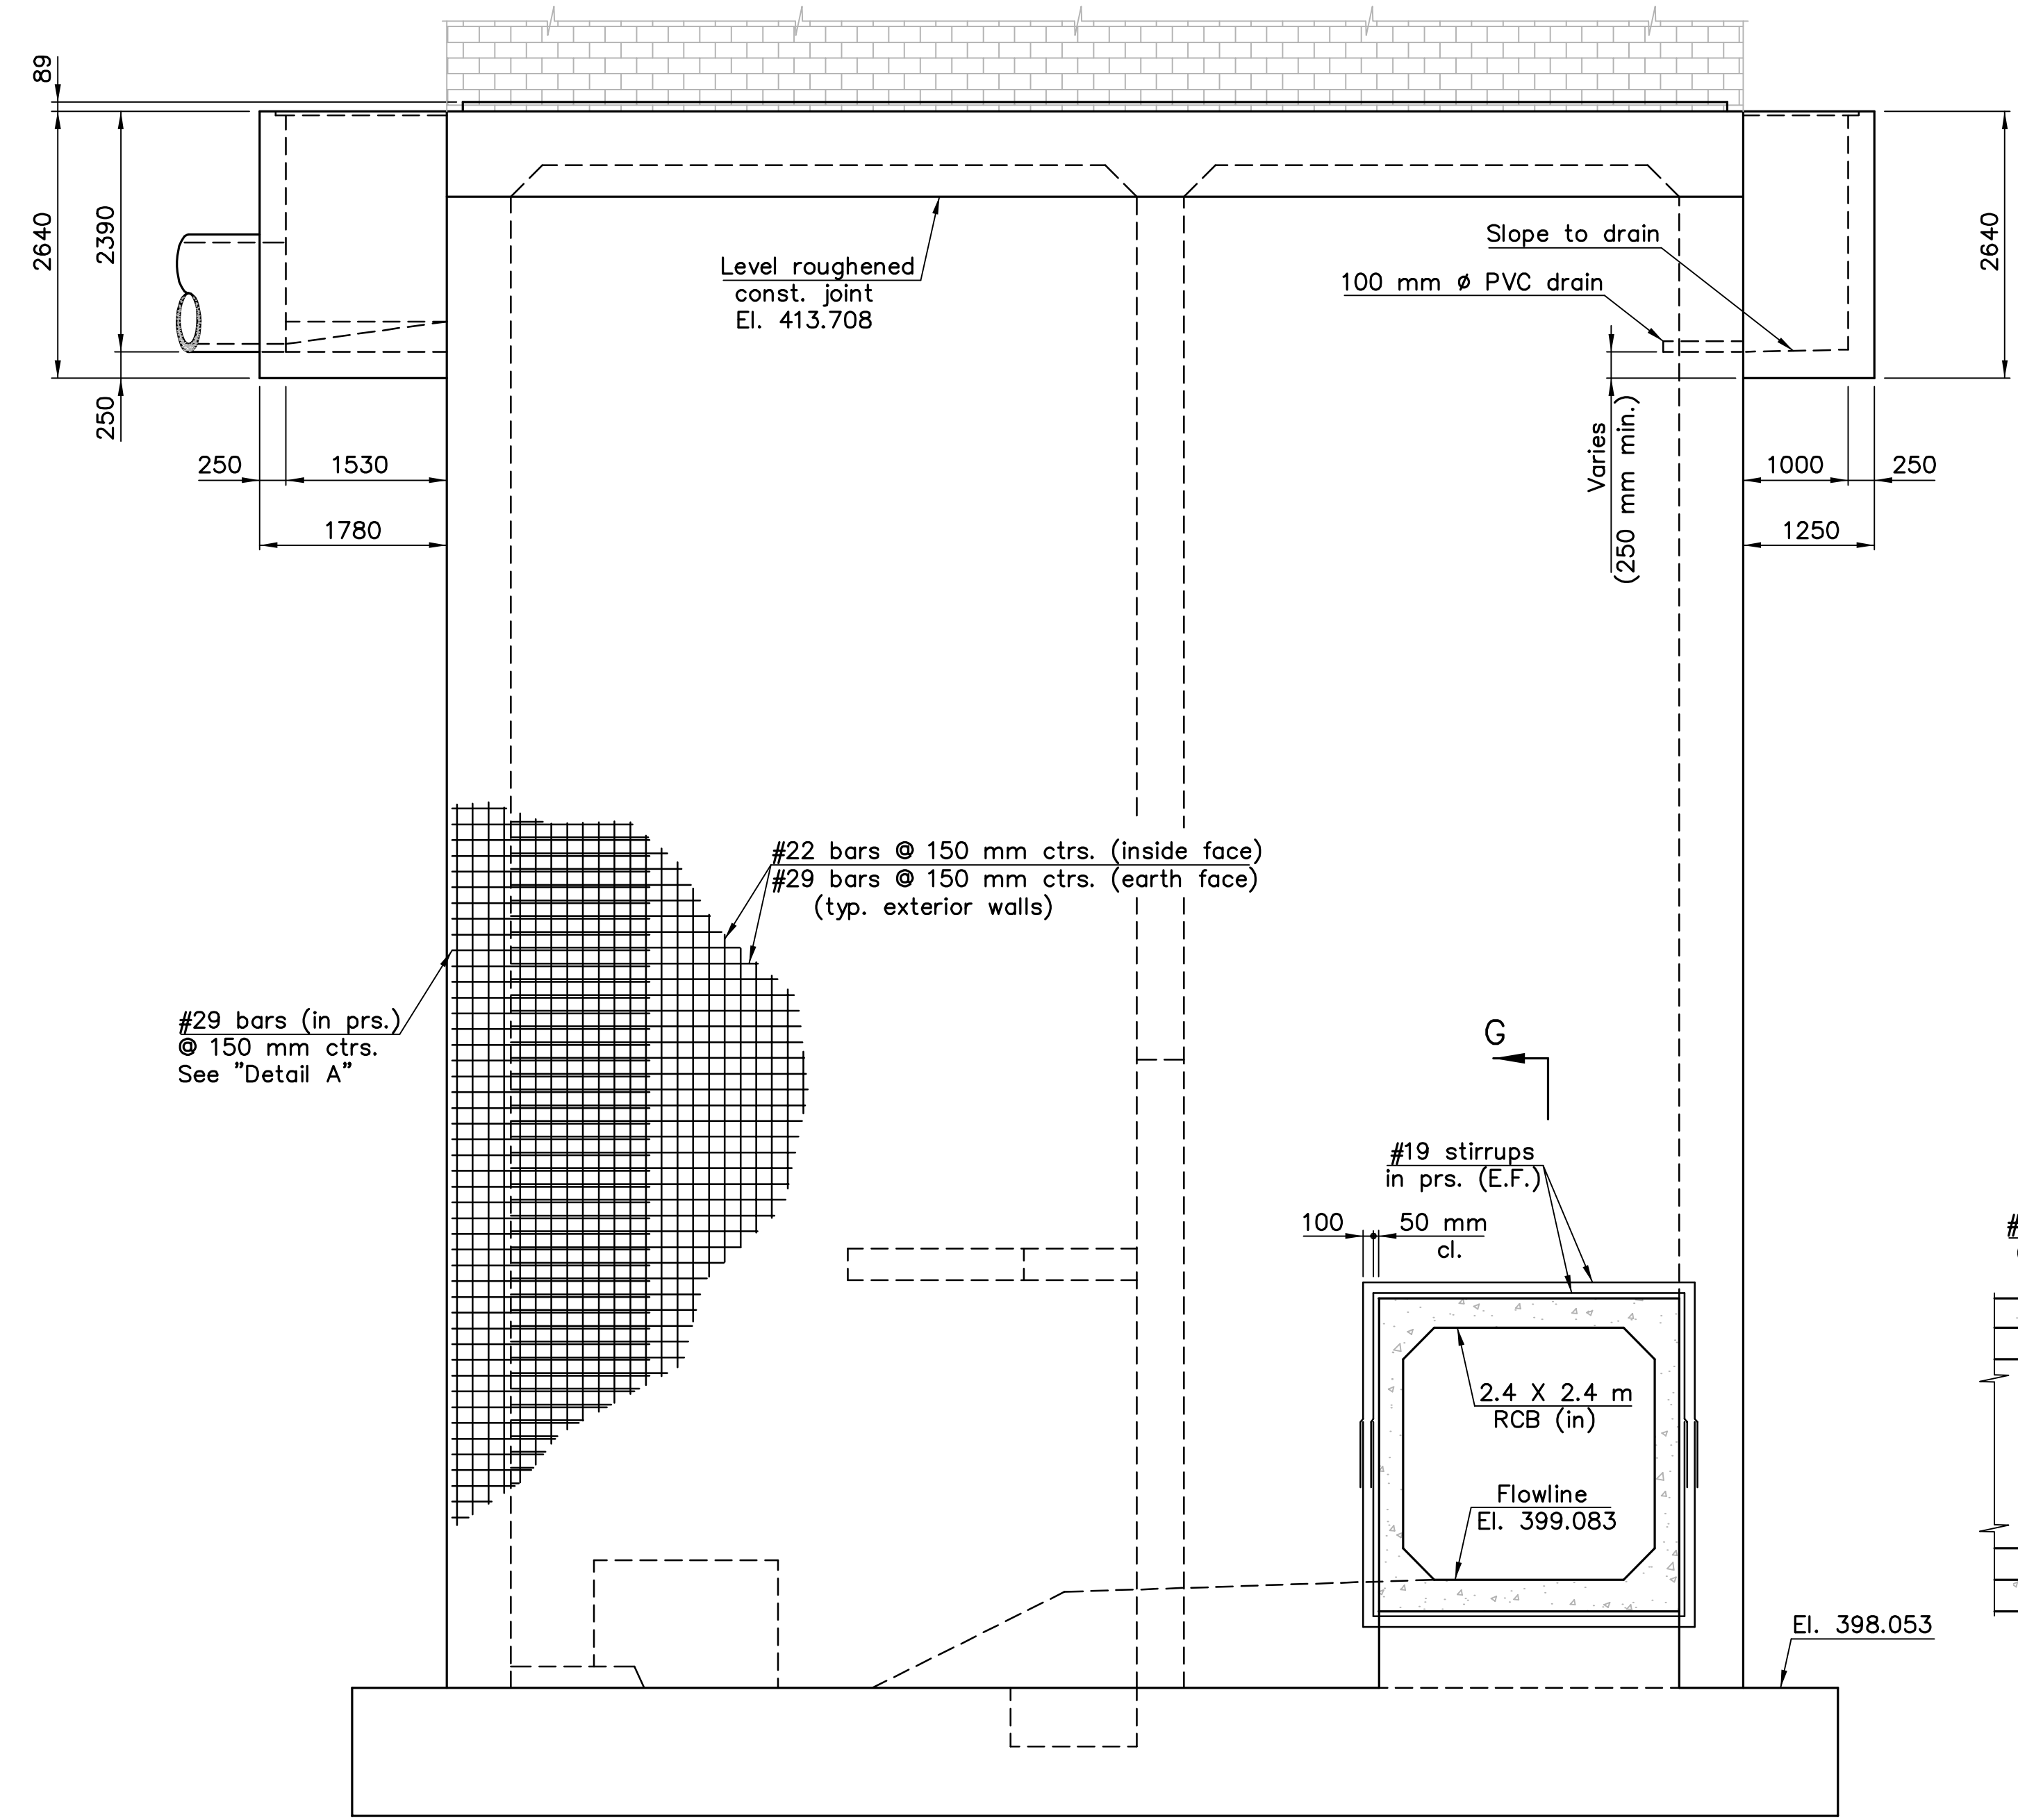 89
2640
2390
250
250
1530
1780
Level roughened
const. joint
El. 413.708
Slope to drain
100 mm ø PVC drain
2640
Varies
(250 mm min.)
1000
250
1250
#22 bars @ 150 mm ctrs. (inside face)
#29 bars @ 150 mm ctrs. (earth face)
(typ. exterior walls)
#29 bars (in prs.)
@ 150 mm ctrs.
See "Detail A"
G
#19 stirrups
in prs. (E.F.)
100
50 mm
cl.
2.4 X 2.4 m
RCB (in)
Flowline
El. 399.083
El. 398.053
#